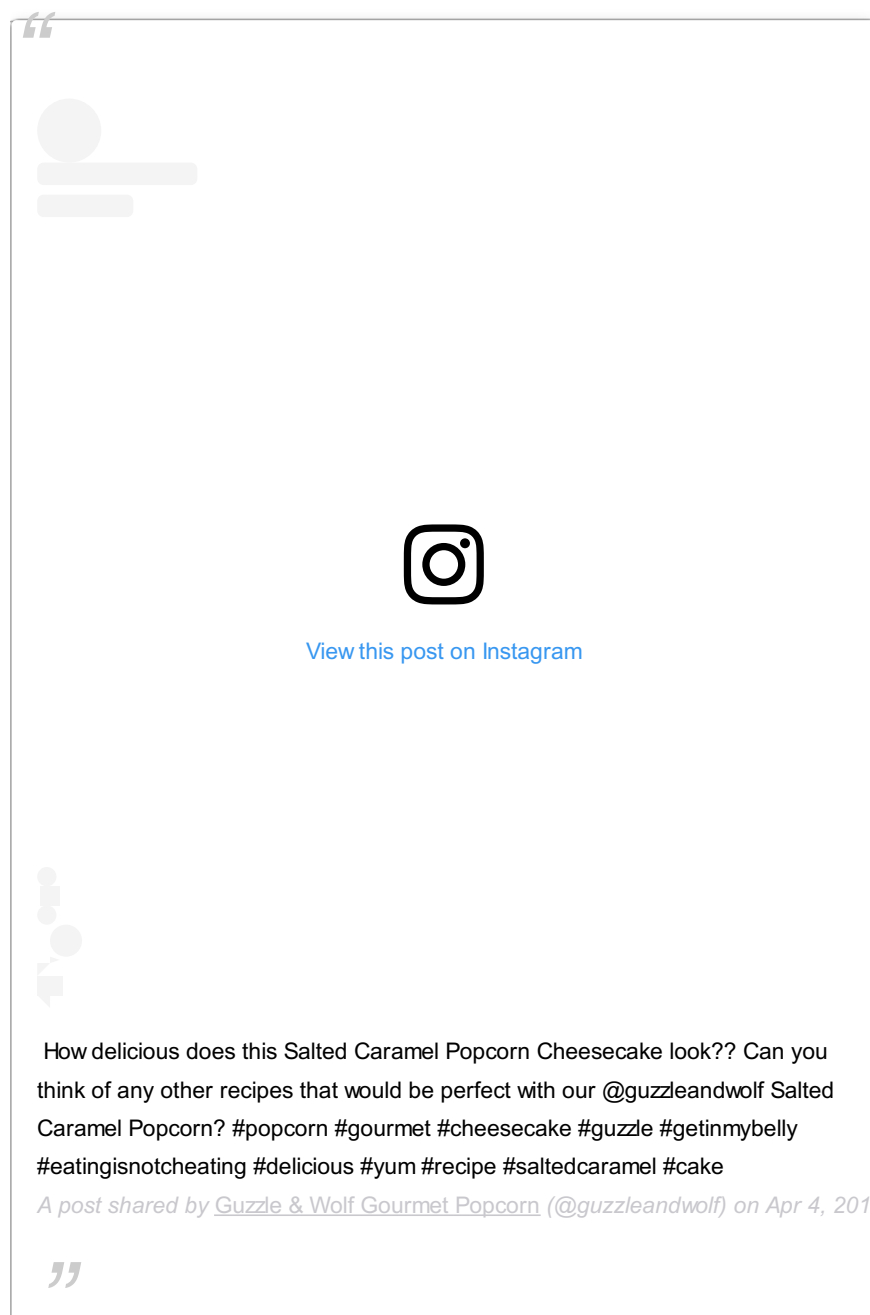 “
View this post on Instagram
How delicious does this Salted Caramel Popcorn Cheesecake look?? Can you
think of any other recipes that would be perfect with our @guzzleandwolf Salted
Caramel Popcorn? #popcorn #gourmet #cheesecake #guzzle #getinmybelly
#eatingisnotcheating #delicious #yum #recipe #saltedcaramel #cake
A post shared by Guzzle & Wolf Gourmet Popcorn (@guzzleandwolf) on Apr 4, 201
”